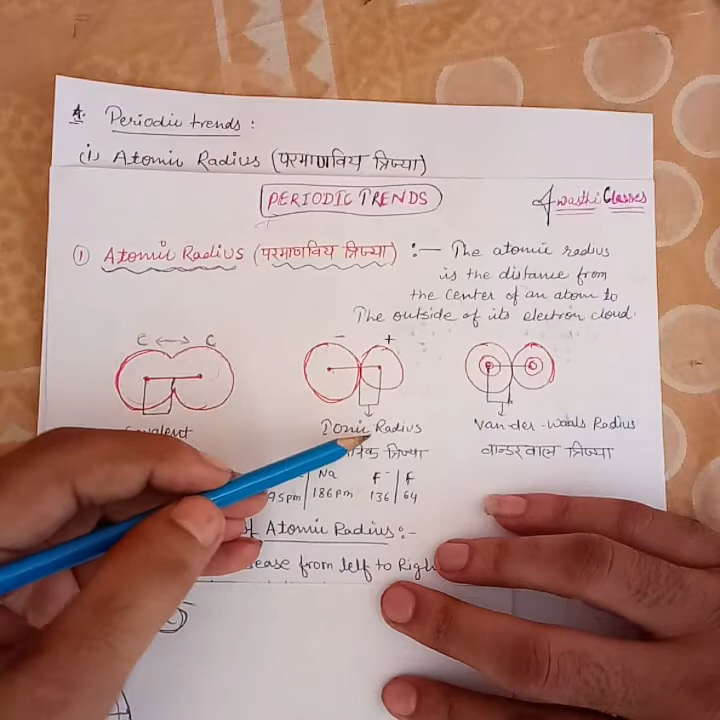 * Periodic trends :
(i) Atomic Radius (परमाणविय त्रिज्या)
PERIODIC TRENDS
Awasthi Classes
① Atomic Radius (परमाणविय त्रिज्या) :— The atomic radius
is the distance from
the center of an atom to
The outside of its electron cloud.
C ↔ C
- +
Ionic Radius
Van-der-waals Radius
त्रिज्या
वान्डरवाल त्रिज्या
Na F⁻ F
95pm 186pm 136 64
of Atomic Radius :-
from left to Right